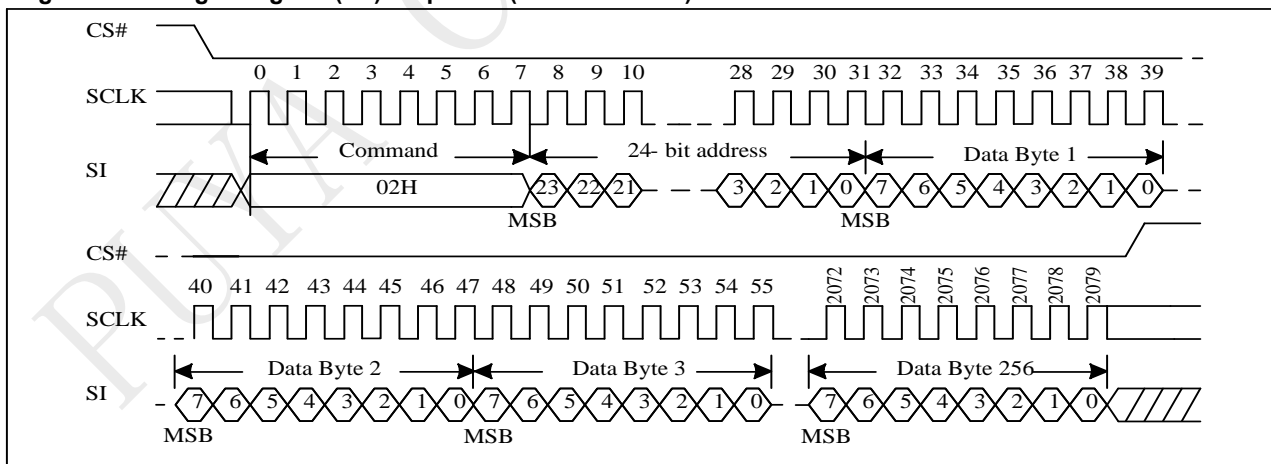 CS#
0 1 2 3 4 5 6 7 8 9 10 28 29 30 31 32 33 34 35 36 37 38 39
SCLK
Command 24- bit address Data Byte 1
SI
02H 23 22 21 3 2 1 0 7 6 5 4 3 2 1 0
MSB MSB
CS#
40 41 42 43 44 45 46 47 48 49 50 51 52 53 54 55 2072 2073 2074 2075 2076 2077 2078 2079
SCLK
Data Byte 2 Data Byte 3 Data Byte 256
SI
7 6 5 4 3 2 1 0 7 6 5 4 3 2 1 0 7 6 5 4 3 2 1 0
MSB MSB MSB
PUYA